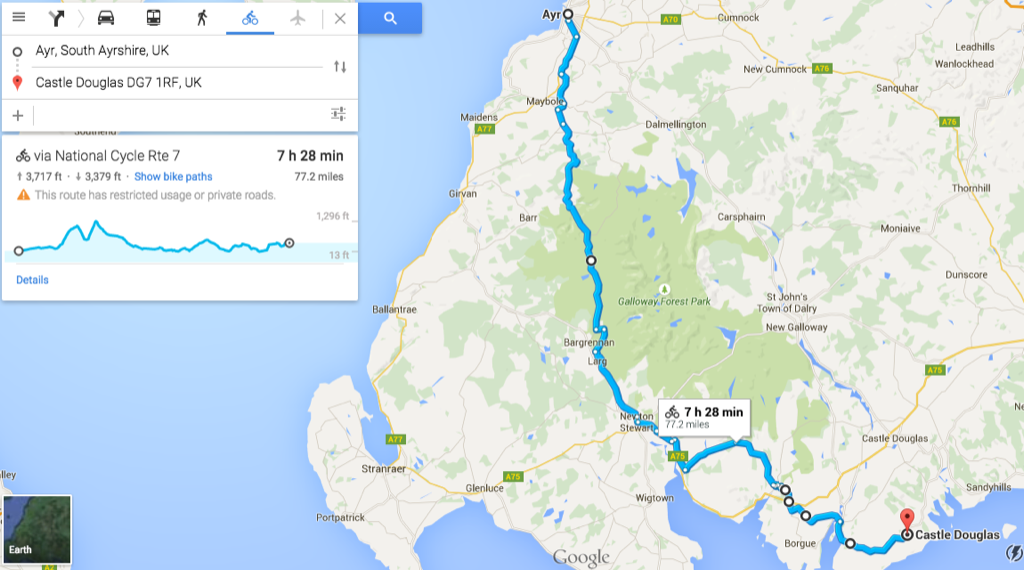 Ayr, South Ayrshire, UK
Castle Douglas DG7 1RF, UK
Southend
via National Cycle Rte 7
7 h 28 min
3,717 ft · 3,379 ft · Show bike paths
77.2 miles
This route has restricted usage or private roads.
1,296 ft
13 ft
Details
Earth
Ayr
A70
Cumnock
Leadhills
Wanlockhead
New Cumnock
A76
Sanquhar
Maybole
Maidens
A77
Dalmellington
A76
Girvan
Thornhill
Barr
Carsphairn
Moniaive
Dunscore
Galloway Forest Park
St John's
Town of Dalry
New Galloway
Ballantrae
Bargrennan
Larg
A75
7 h 28 min
77.2 miles
Newton
Stewart
A77
A75
Castle Douglas
Stranraer
A75
Glenluce
Wigtown
Sandyhills
Portpatrick
Borgue
Castle Douglas
Google
A2